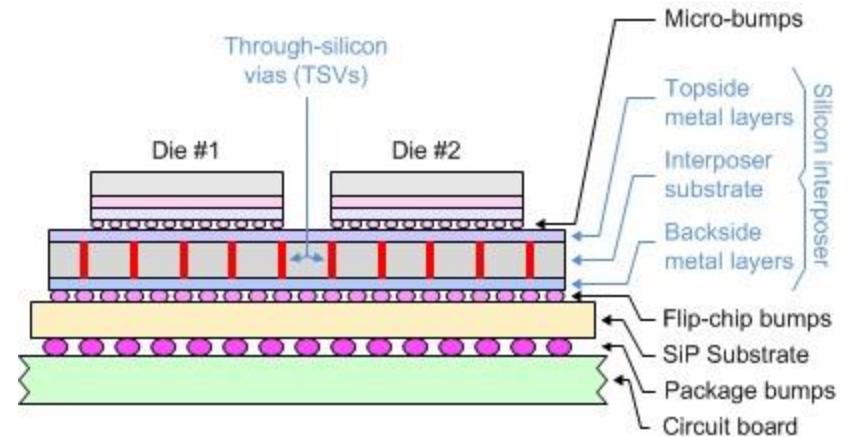 Micro-bumps
Through-silicon
vias (TSVs)
Topside
metal layers
Die #1
Die #2
Interposer
substrate
Silicon interposer
Backside
metal layers
Flip-chip bumps
SiP Substrate
Package bumps
Circuit board